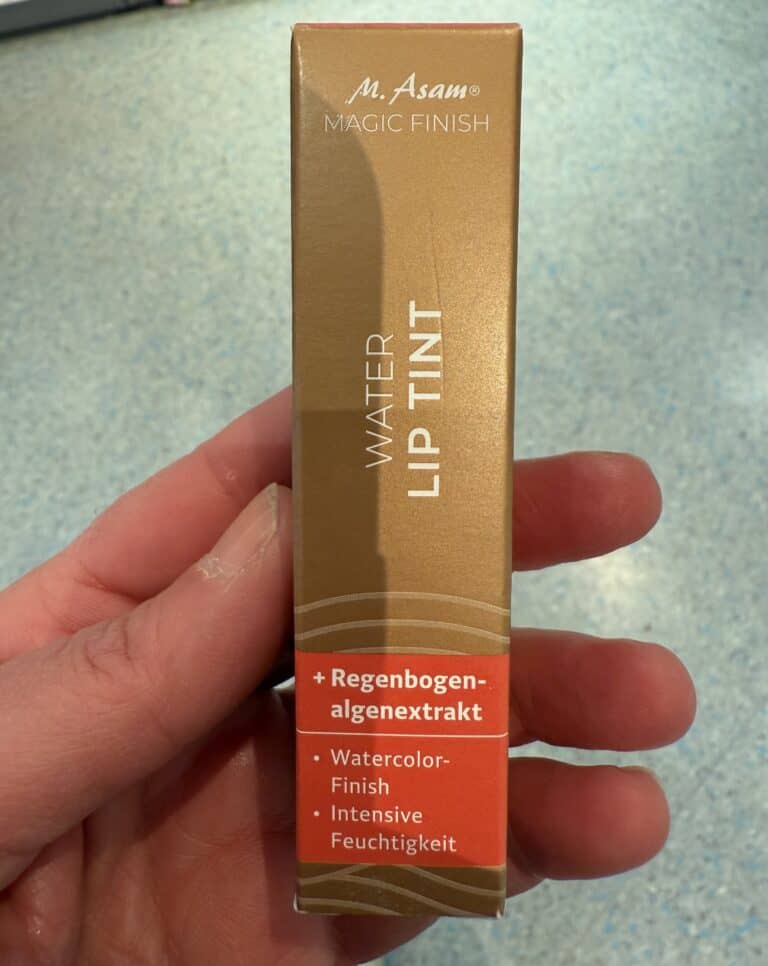 M. Asam®
MAGIC FINISH
WATER
LIP TINT
+ Regenbogen-
algenextrakt
• Watercolor-
Finish
• Intensive
Feuchtigkeit